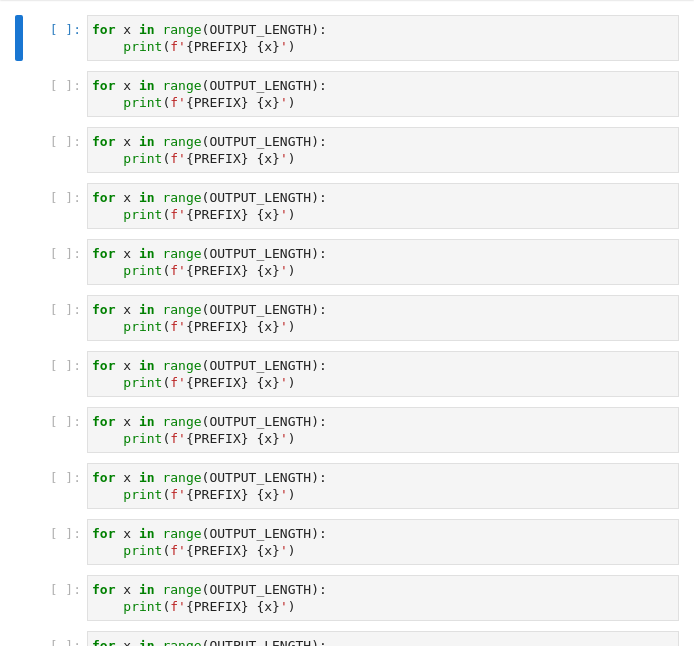 [ ]: for x in range(OUTPUT_LENGTH):
print(f'{PREFIX} {x}')
[ ]: for x in range(OUTPUT_LENGTH):
print(f'{PREFIX} {x}')
[ ]: for x in range(OUTPUT_LENGTH):
print(f'{PREFIX} {x}')
[ ]: for x in range(OUTPUT_LENGTH):
print(f'{PREFIX} {x}')
[ ]: for x in range(OUTPUT_LENGTH):
print(f'{PREFIX} {x}')
[ ]: for x in range(OUTPUT_LENGTH):
print(f'{PREFIX} {x}')
[ ]: for x in range(OUTPUT_LENGTH):
print(f'{PREFIX} {x}')
[ ]: for x in range(OUTPUT_LENGTH):
print(f'{PREFIX} {x}')
[ ]: for x in range(OUTPUT_LENGTH):
print(f'{PREFIX} {x}')
[ ]: for x in range(OUTPUT_LENGTH):
print(f'{PREFIX} {x}')
[ ]: for x in range(OUTPUT_LENGTH):
print(f'{PREFIX} {x}')
[ ]: for x in range(OUTPUT_LENGTH):